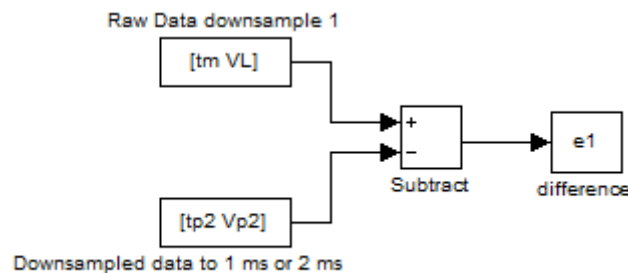 Raw Data downsample 1
[tm VL]
+
−
Subtract
e1
difference
[tp2 Vp2]
Downsampled data to 1 ms or 2 ms